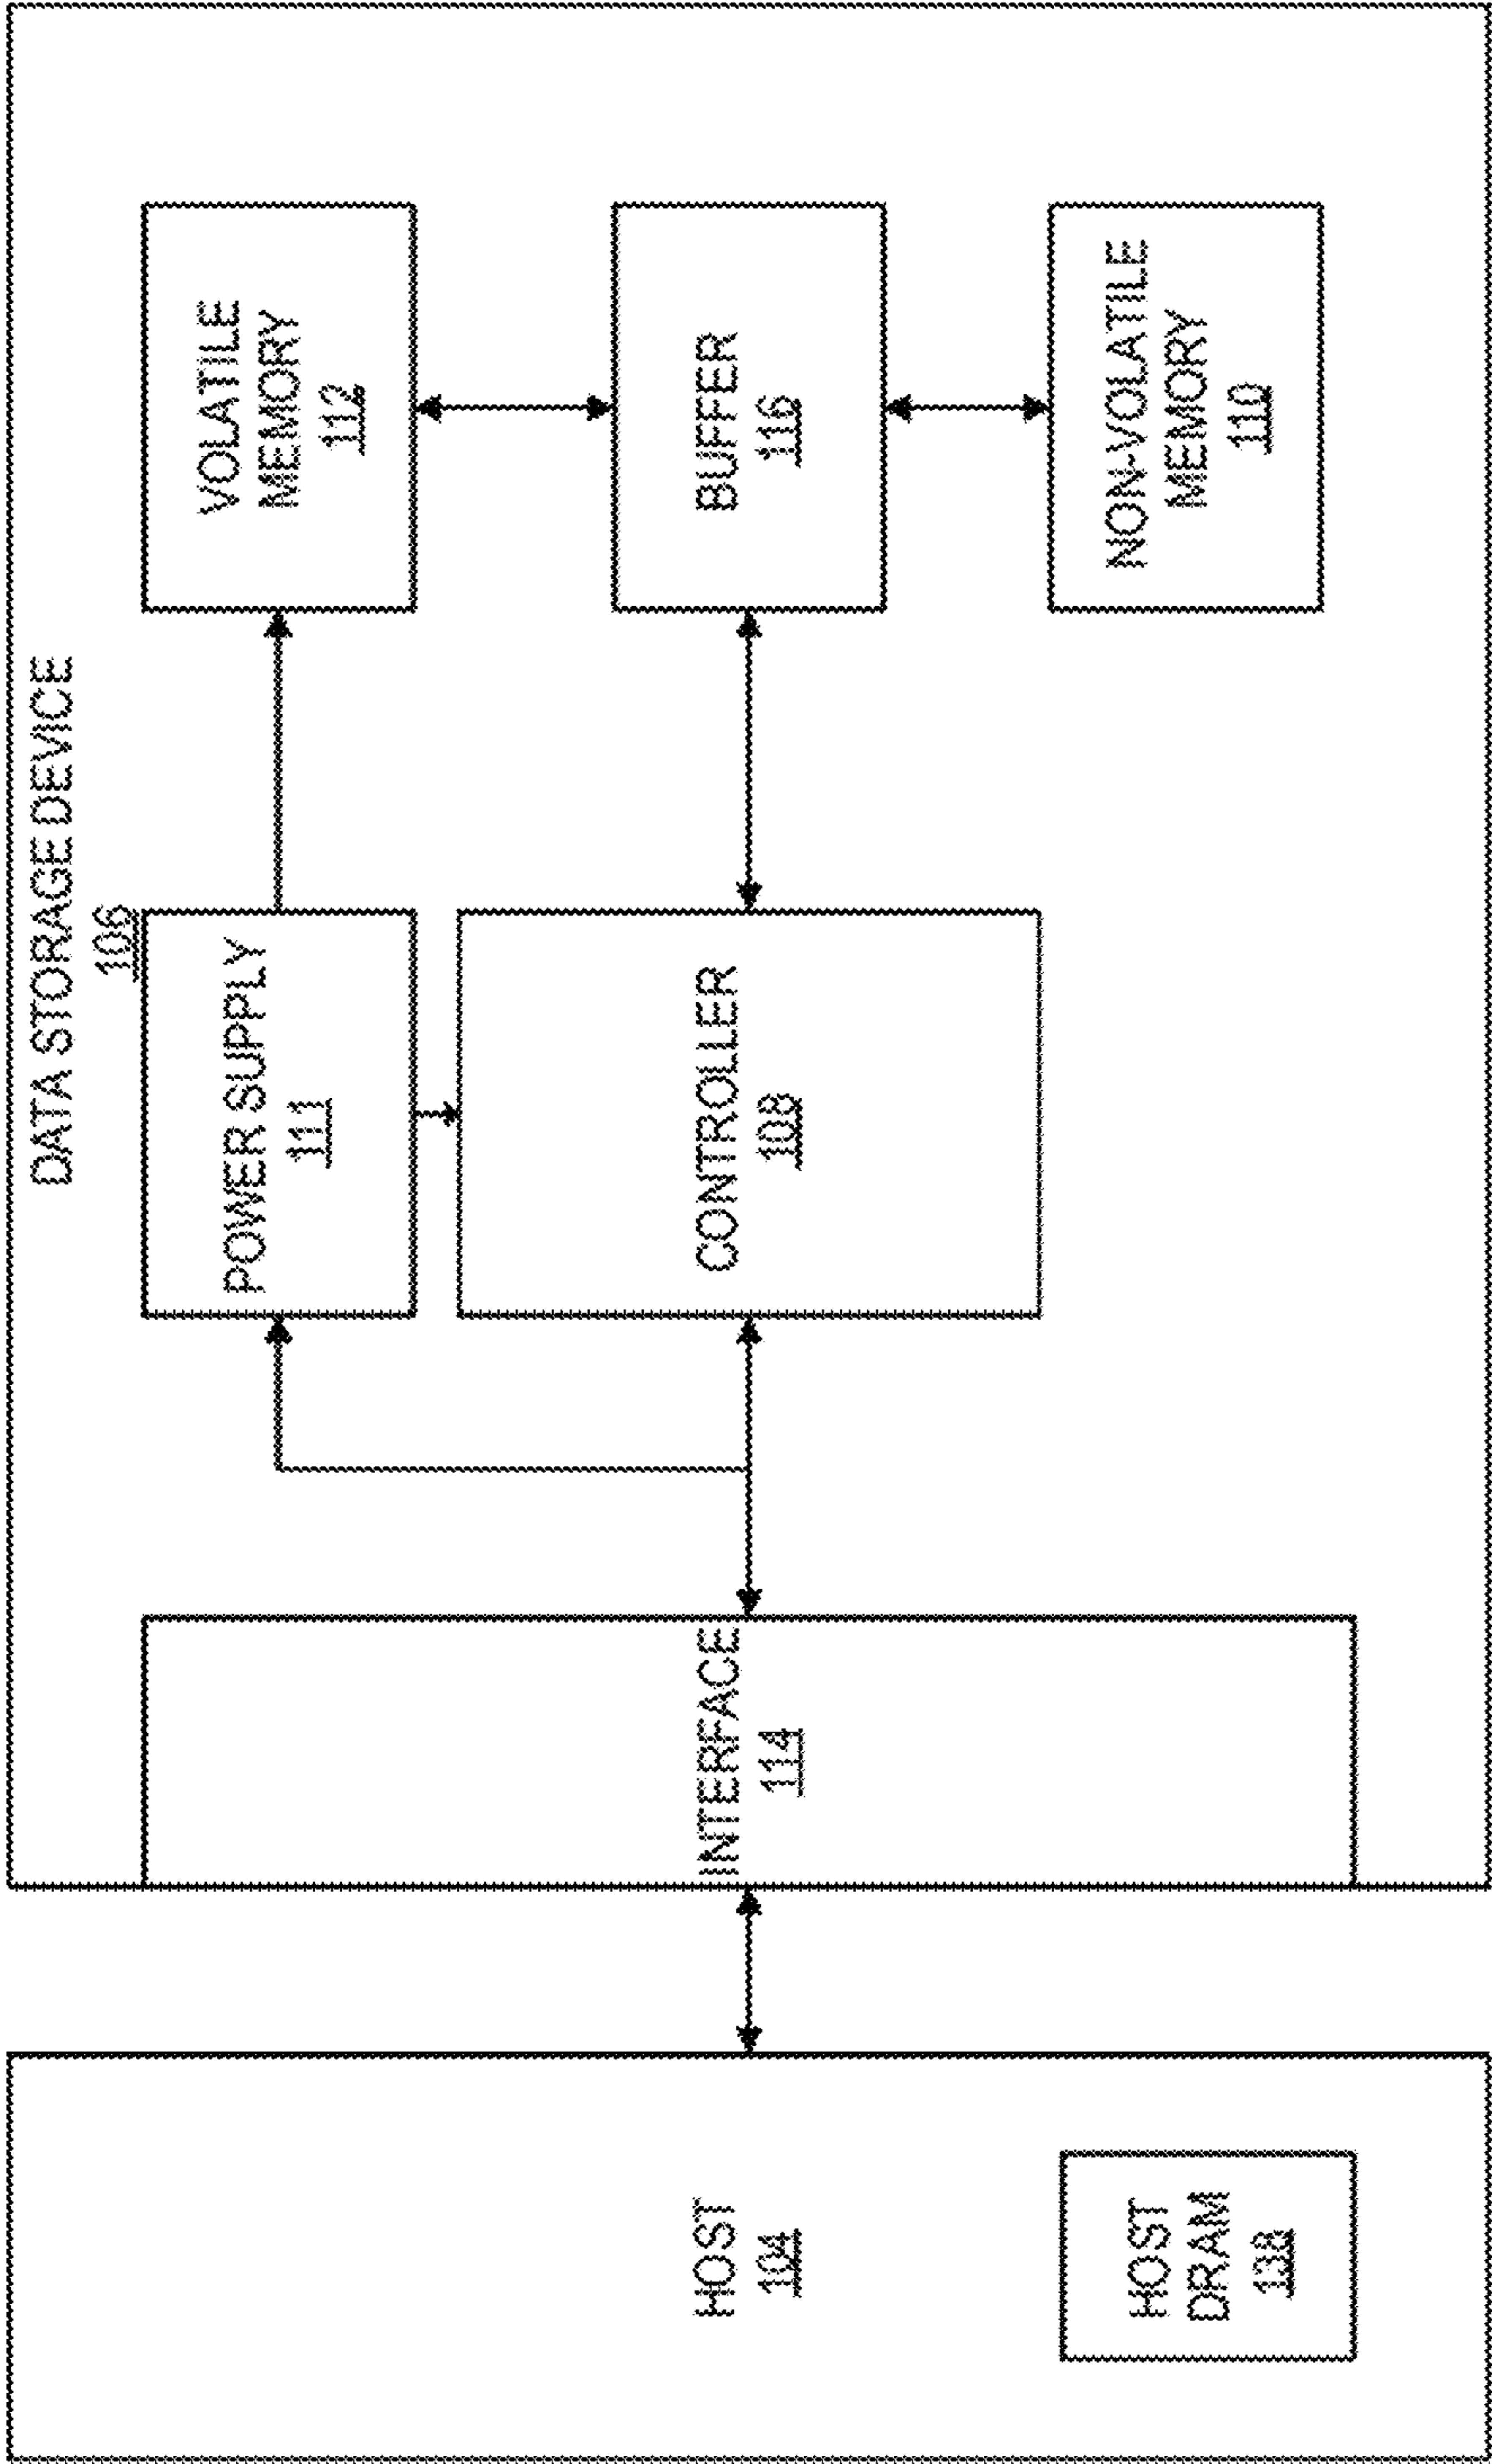 HOST
104
HOST
DRAM
138
DATA STORAGE DEVICE
106
INTERFACE
114
POWER SUPPLY
111
CONTROLLER
108
VOLATILE
MEMORY
112
BUFFER
116
NON-VOLATILE
MEMORY
110